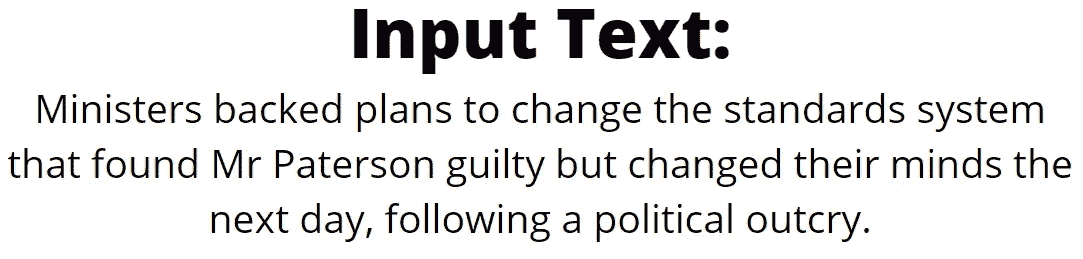 Input Text:
Ministers backed plans to change the standards system
that found Mr Paterson guilty but changed their minds the
next day, following a political outcry.